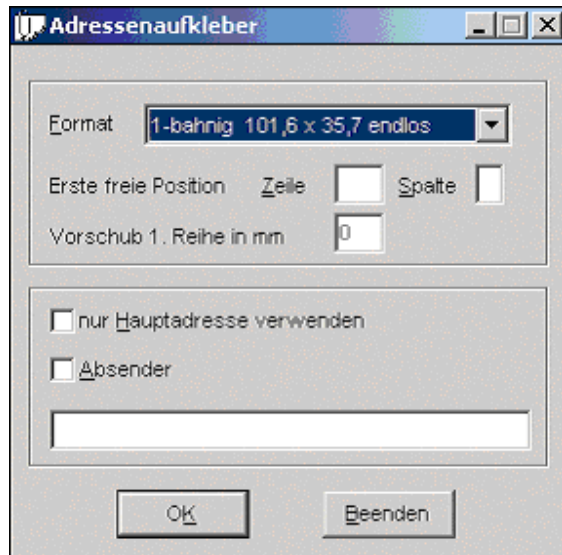 Adressenaufkleber
Format 1-bahnig 101,6 x 35,7 endlos
Erste freie Position Zeile Spalte
Vorschub 1. Reihe in mm 0
nur Hauptadresse verwenden
Absender
OK Beenden